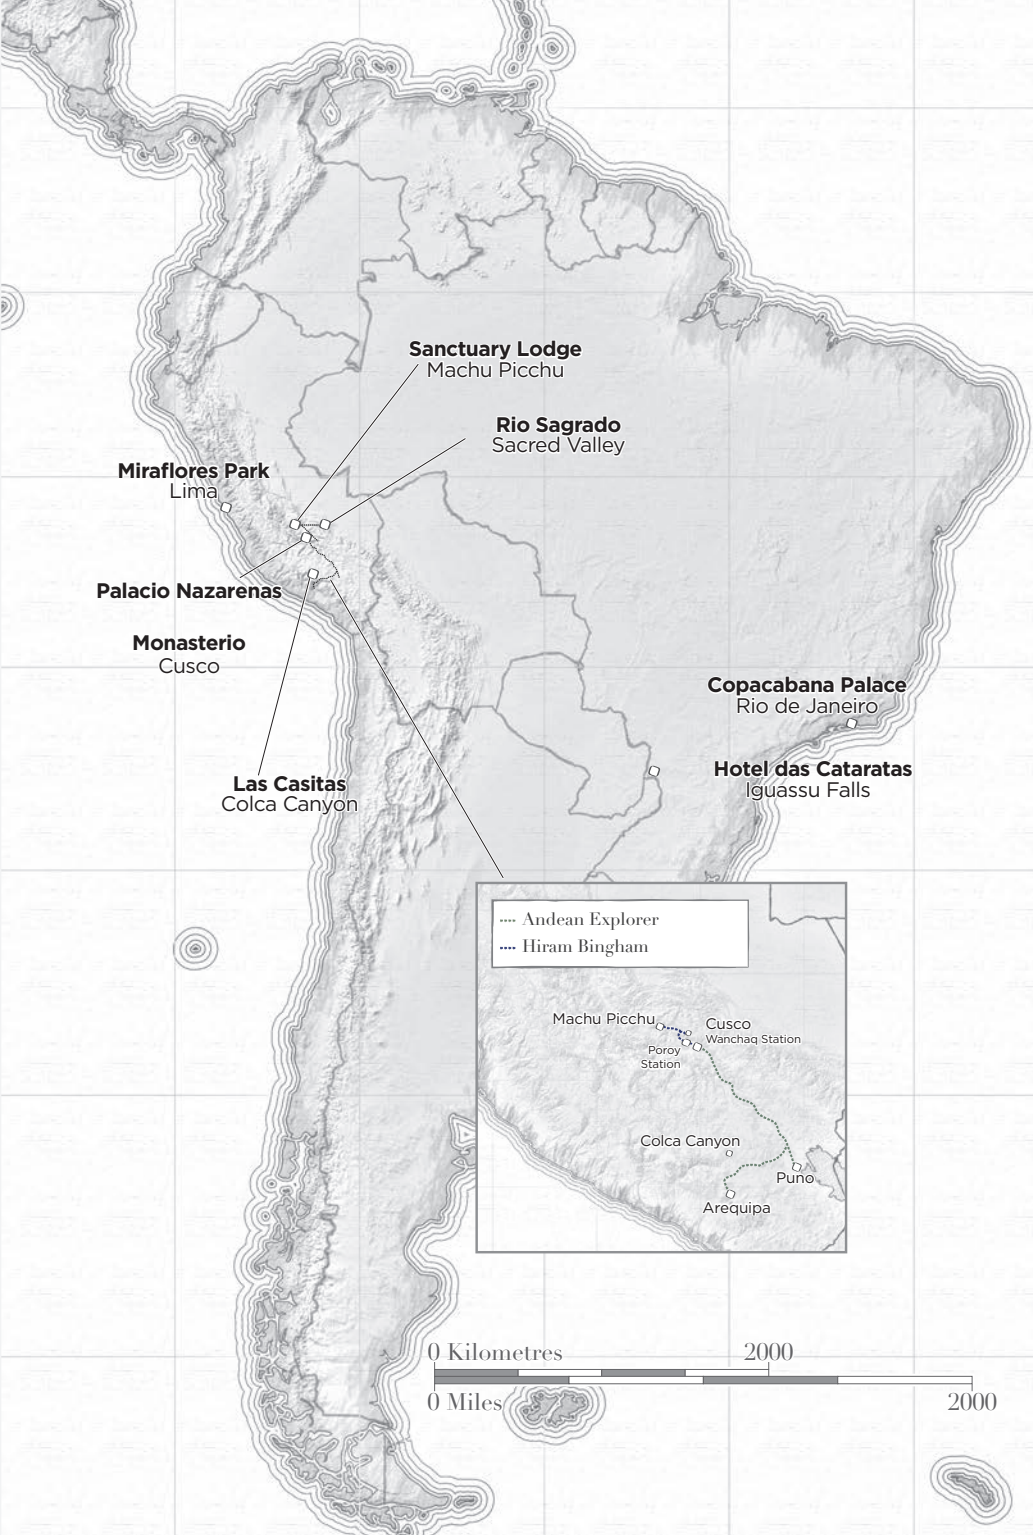 Sanctuary Lodge
Machu Picchu
Rio Sagrado
Sacred Valley
Miraflores Park
Lima
Palacio Nazarenas
Monasterio
Cusco
Copacabana Palace
Rio de Janeiro
Hotel das Cataratas
Iguassu Falls
Las Casitas
Colca Canyon
Andean Explorer
Hiram Bingham
Machu Picchu
Cusco
Wanchaq Station
Poroy
Station
Colca Canyon
Puno
Arequipa
0 Kilometres 2000
0 Miles 2000